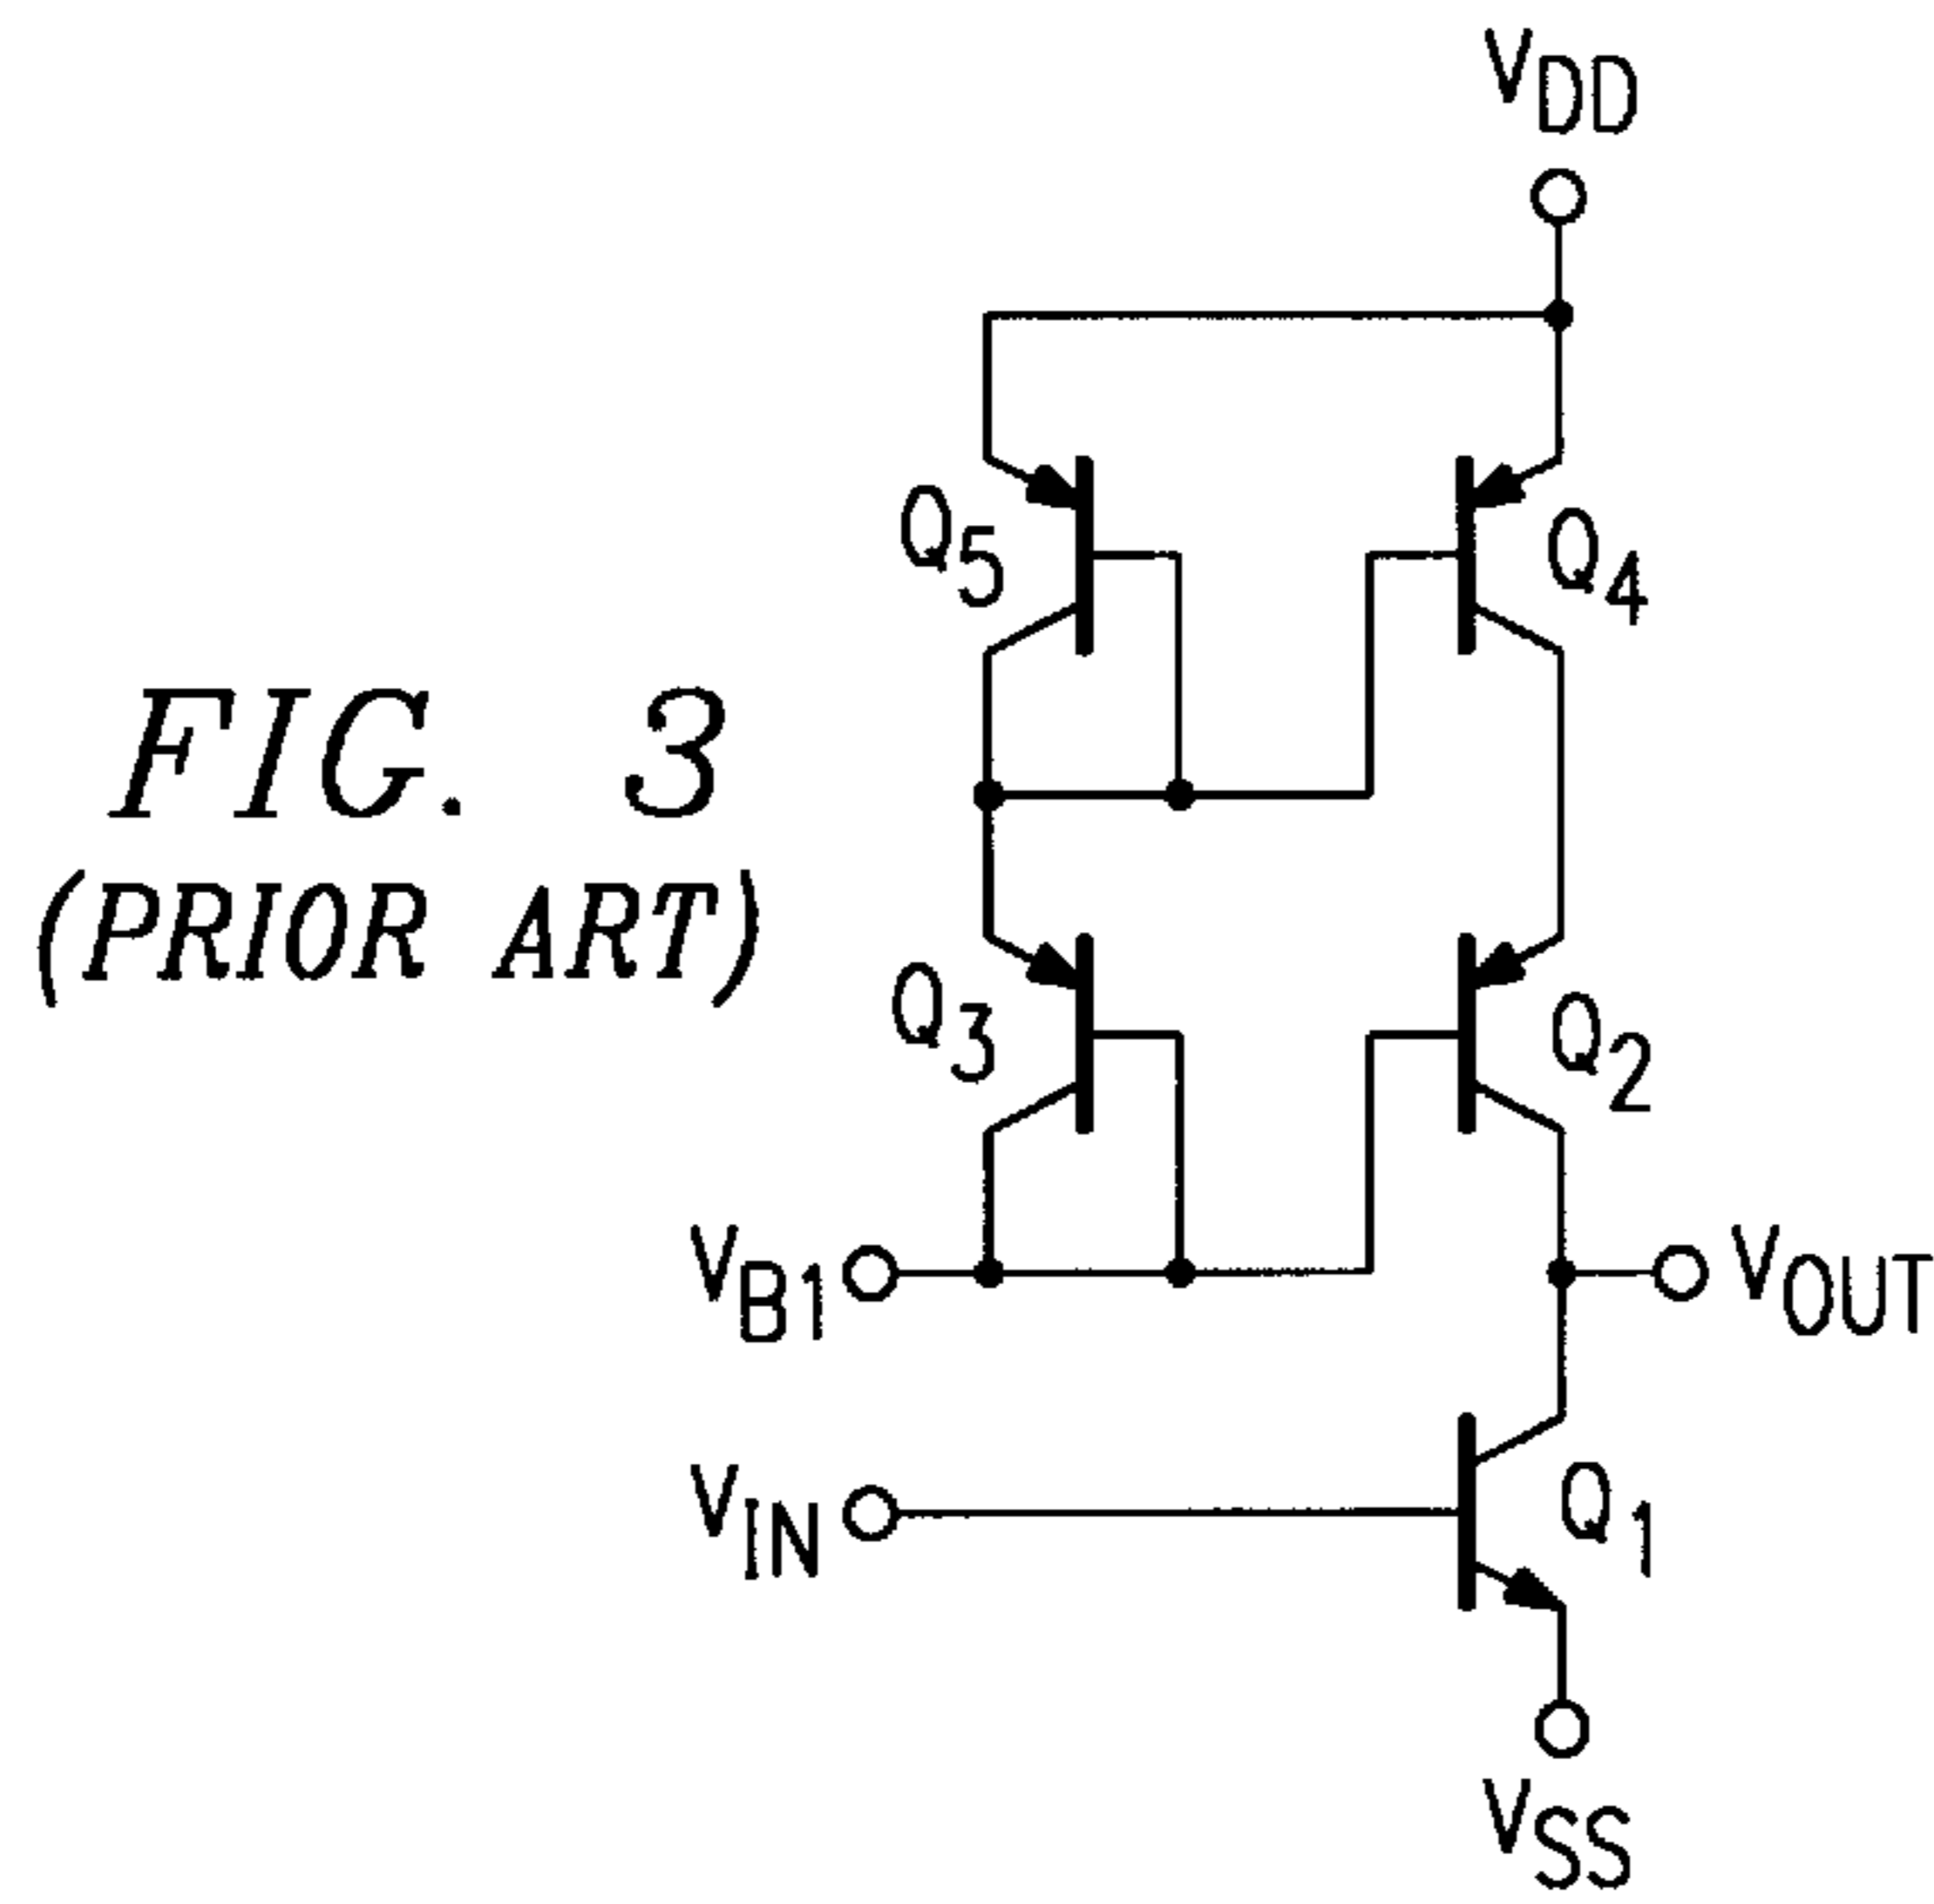 VDD
Q5
Q4
FIG. 3
(PRIOR ART)
Q3
Q2
VB1
VOUT
VIN
Q1
VSS